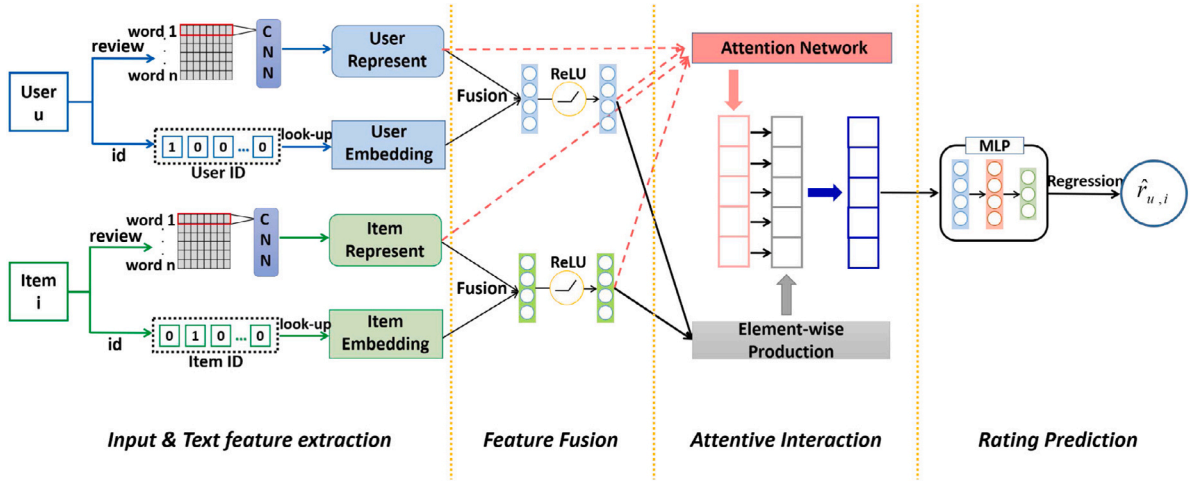 User
u
review
word 1
.
.
word n
C
N
N
User
Represent
id
1 0 0 ... 0
User ID
look-up
User
Embedding
Fusion
ReLU
Item
i
review
word 1
.
.
word n
C
N
N
Item
Represent
id
0 1 0 ... 0
Item ID
look-up
Item
Embedding
Fusion
ReLU
Attention Network
Element-wise
Production
MLP
Regression
r̂ u,i
Input & Text feature extraction
Feature Fusion
Attentive Interaction
Rating Prediction